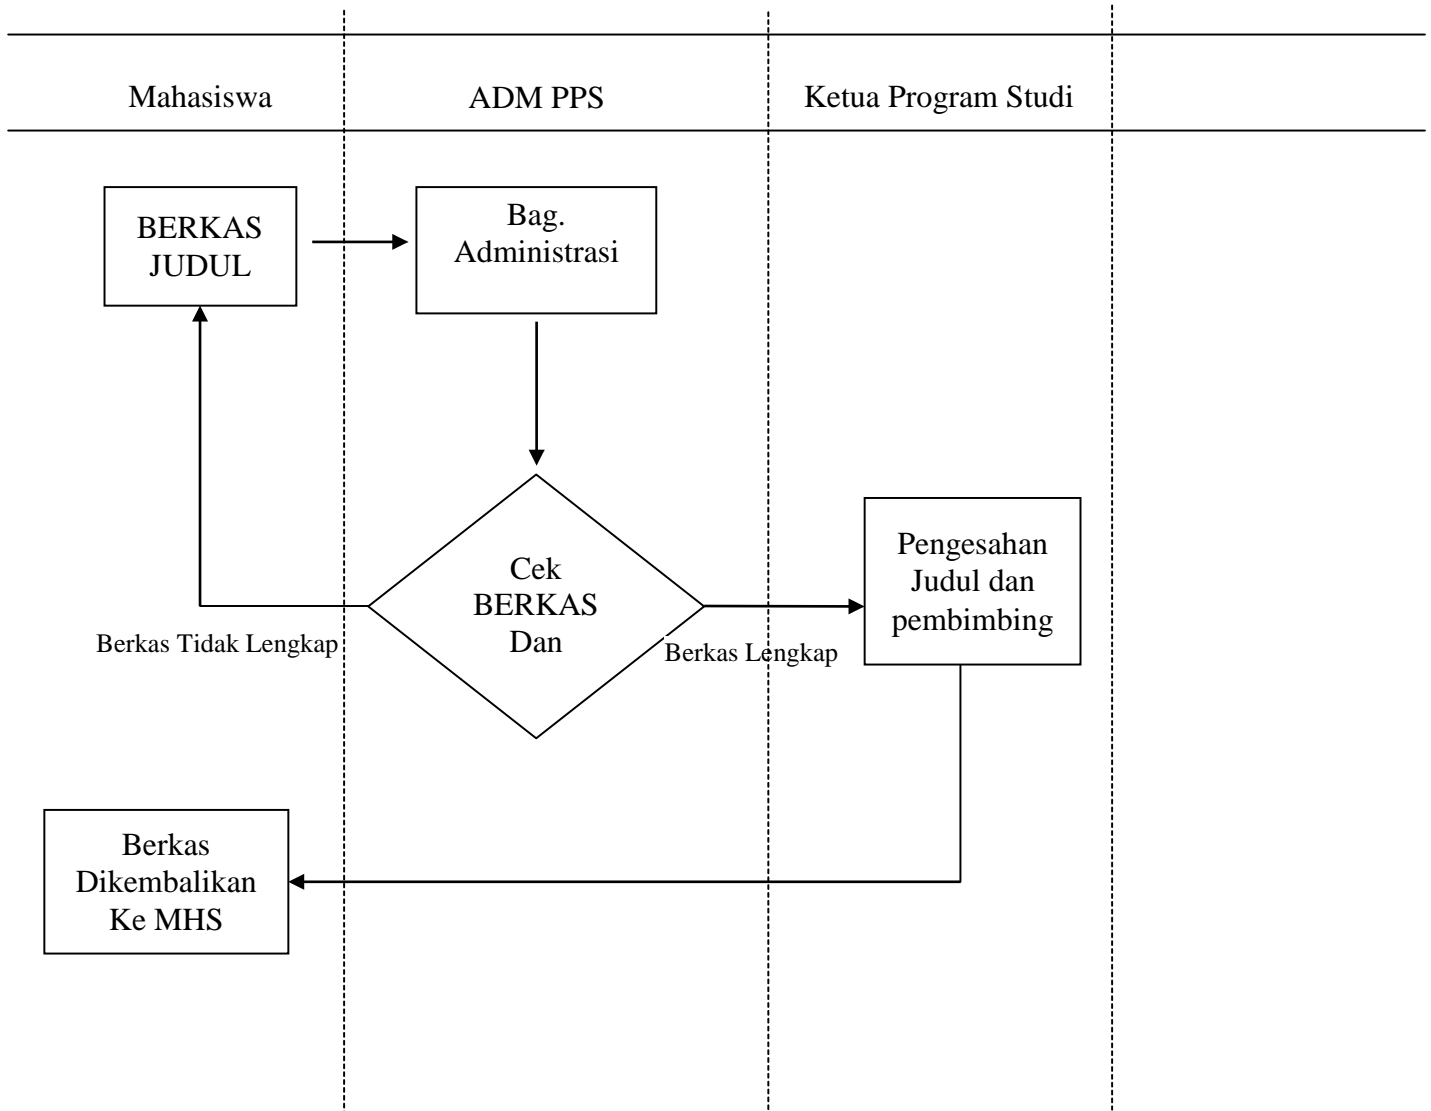 Mahasiswa
ADM PPS
Ketua Program Studi
BERKAS
JUDUL
Bag.
Administrasi
Cek
BERKAS
Dan
Pengesahan
Judul dan
pembimbing
Berkas Tidak Lengkap
Berkas Lengkap
Berkas
Dikembalikan
Ke MHS